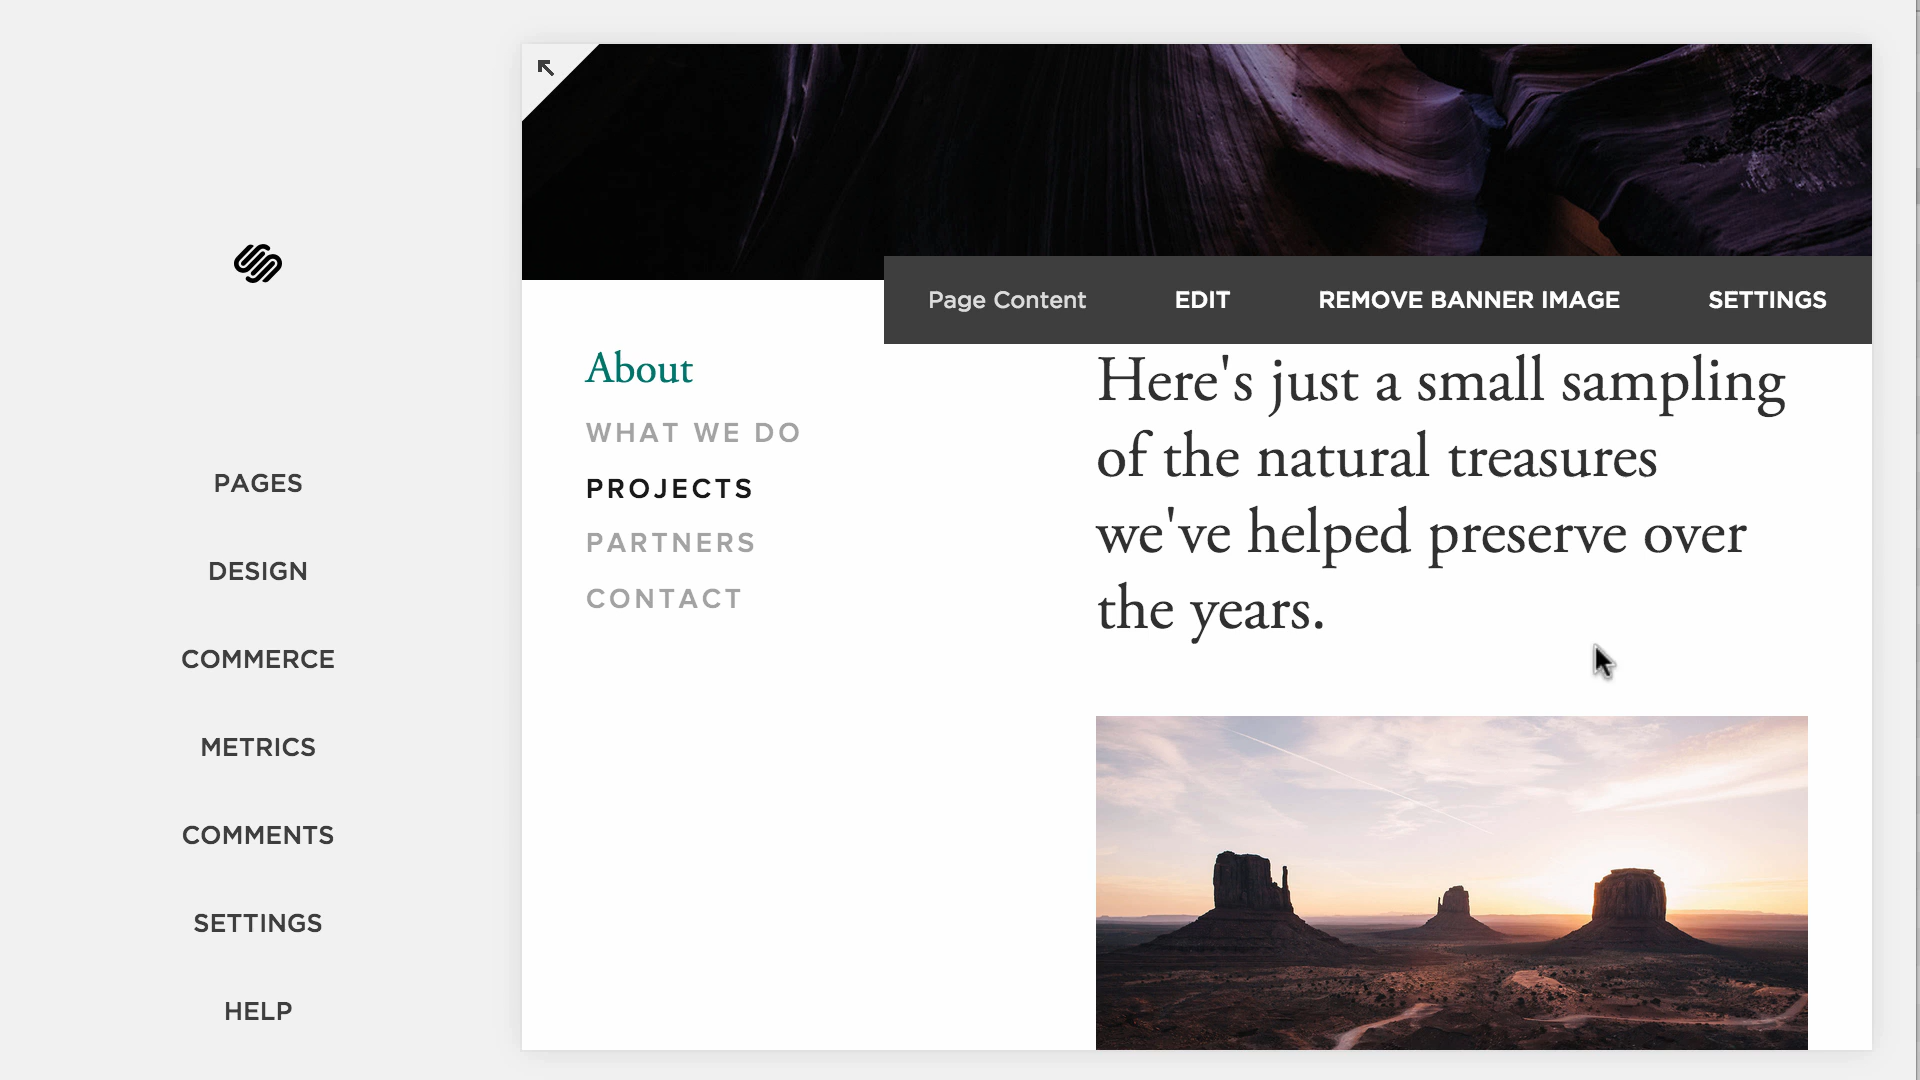 PAGES
DESIGN
COMMERCE
METRICS
COMMENTS
SETTINGS
HELP
Page Content
EDIT
REMOVE BANNER IMAGE
SETTINGS
About
WHAT WE DO
PROJECTS
PARTNERS
CONTACT
Here's just a small sampling
of the natural treasures
we've helped preserve over
the years.